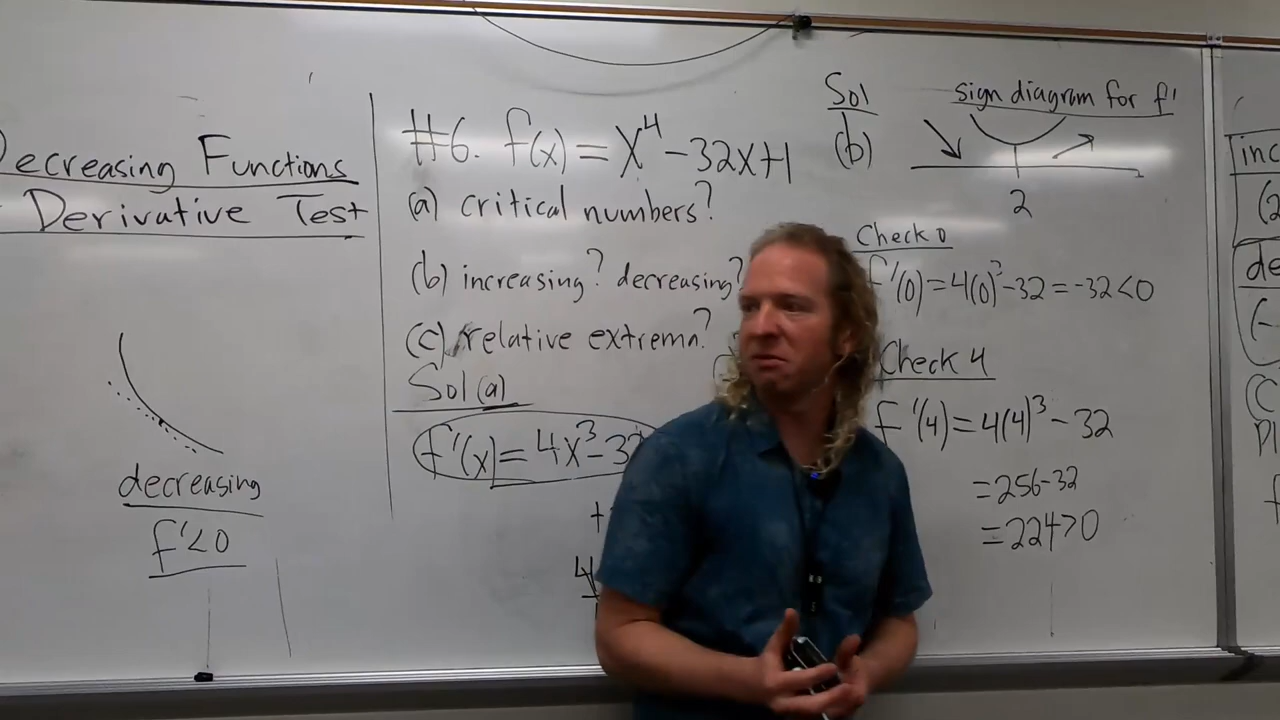 Decreasing Functions
Derivative Test
decreasing
f'<0
#6. f(x)=x⁴-32x+1
(a) critical numbers?
(b) increasing? decreasing?
(c) relative extrema?
Sol (a)
f'(x)=4x³-32
Sol
(b)
sign diagram for f'
2
Check 0
f'(0)=4(0)³-32=-32<0
Check 4
f'(4)=4(4)³-32
=256-32
=224>0
inc
(2
de
(-
(C